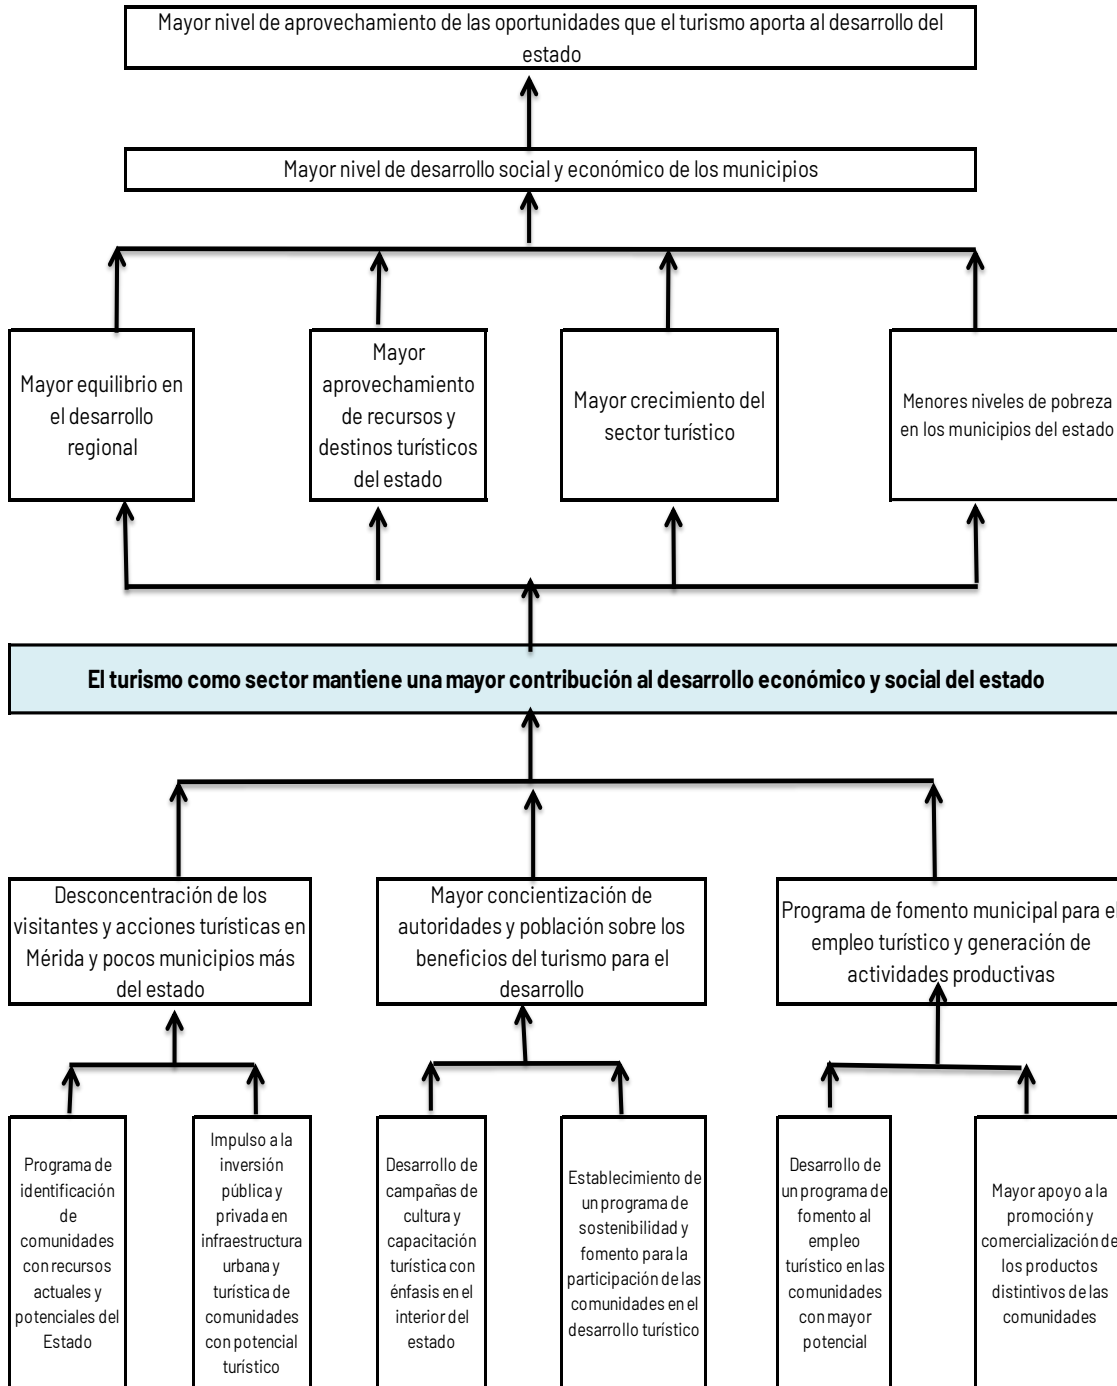 Mayor nivel de aprovechamiento de las oportunidades que el turismo aporta al desarrollo del
estado
Mayor nivel de desarrollo social y económico de los municipios
Mayor equilibrio en
el desarrollo
regional
Mayor
aprovechamiento
de recursos y
destinos turísticos
del estado
Mayor crecimiento del
sector turístico
Menores niveles de pobreza
en los municipios del estado
El turismo como sector mantiene una mayor contribución al desarrollo económico y social del estado
Desconcentración de los
visitantes y acciones turísticas en
Mérida y pocos municipios más
del estado
Mayor concientización de
autoridades y población sobre los
beneficios del turismo para el
desarrollo
Programa de fomento municipal para el
empleo turístico y generación de
actividades productivas
Programa de
identificación
de
comunidades
con recursos
actuales y
potenciales del
Estado
Impulso a la
inversión
pública y
privada en
infraestructura
urbana y
turística de
comunidades
con potencial
turístico
Desarrollo de
campañas de
cultura y
capacitación
turística con
énfasis en el
interior del
estado
Establecimiento de
un programa de
sostenibilidad y
fomento para la
participación de las
comunidades en el
desarrollo turístico
Desarrollo de
un programa de
fomento al
empleo
turístico en las
comunidades
con mayor
potencial
Mayor apoyo a la
promoción y
comercialización de
los productos
distintivos de las
comunidades